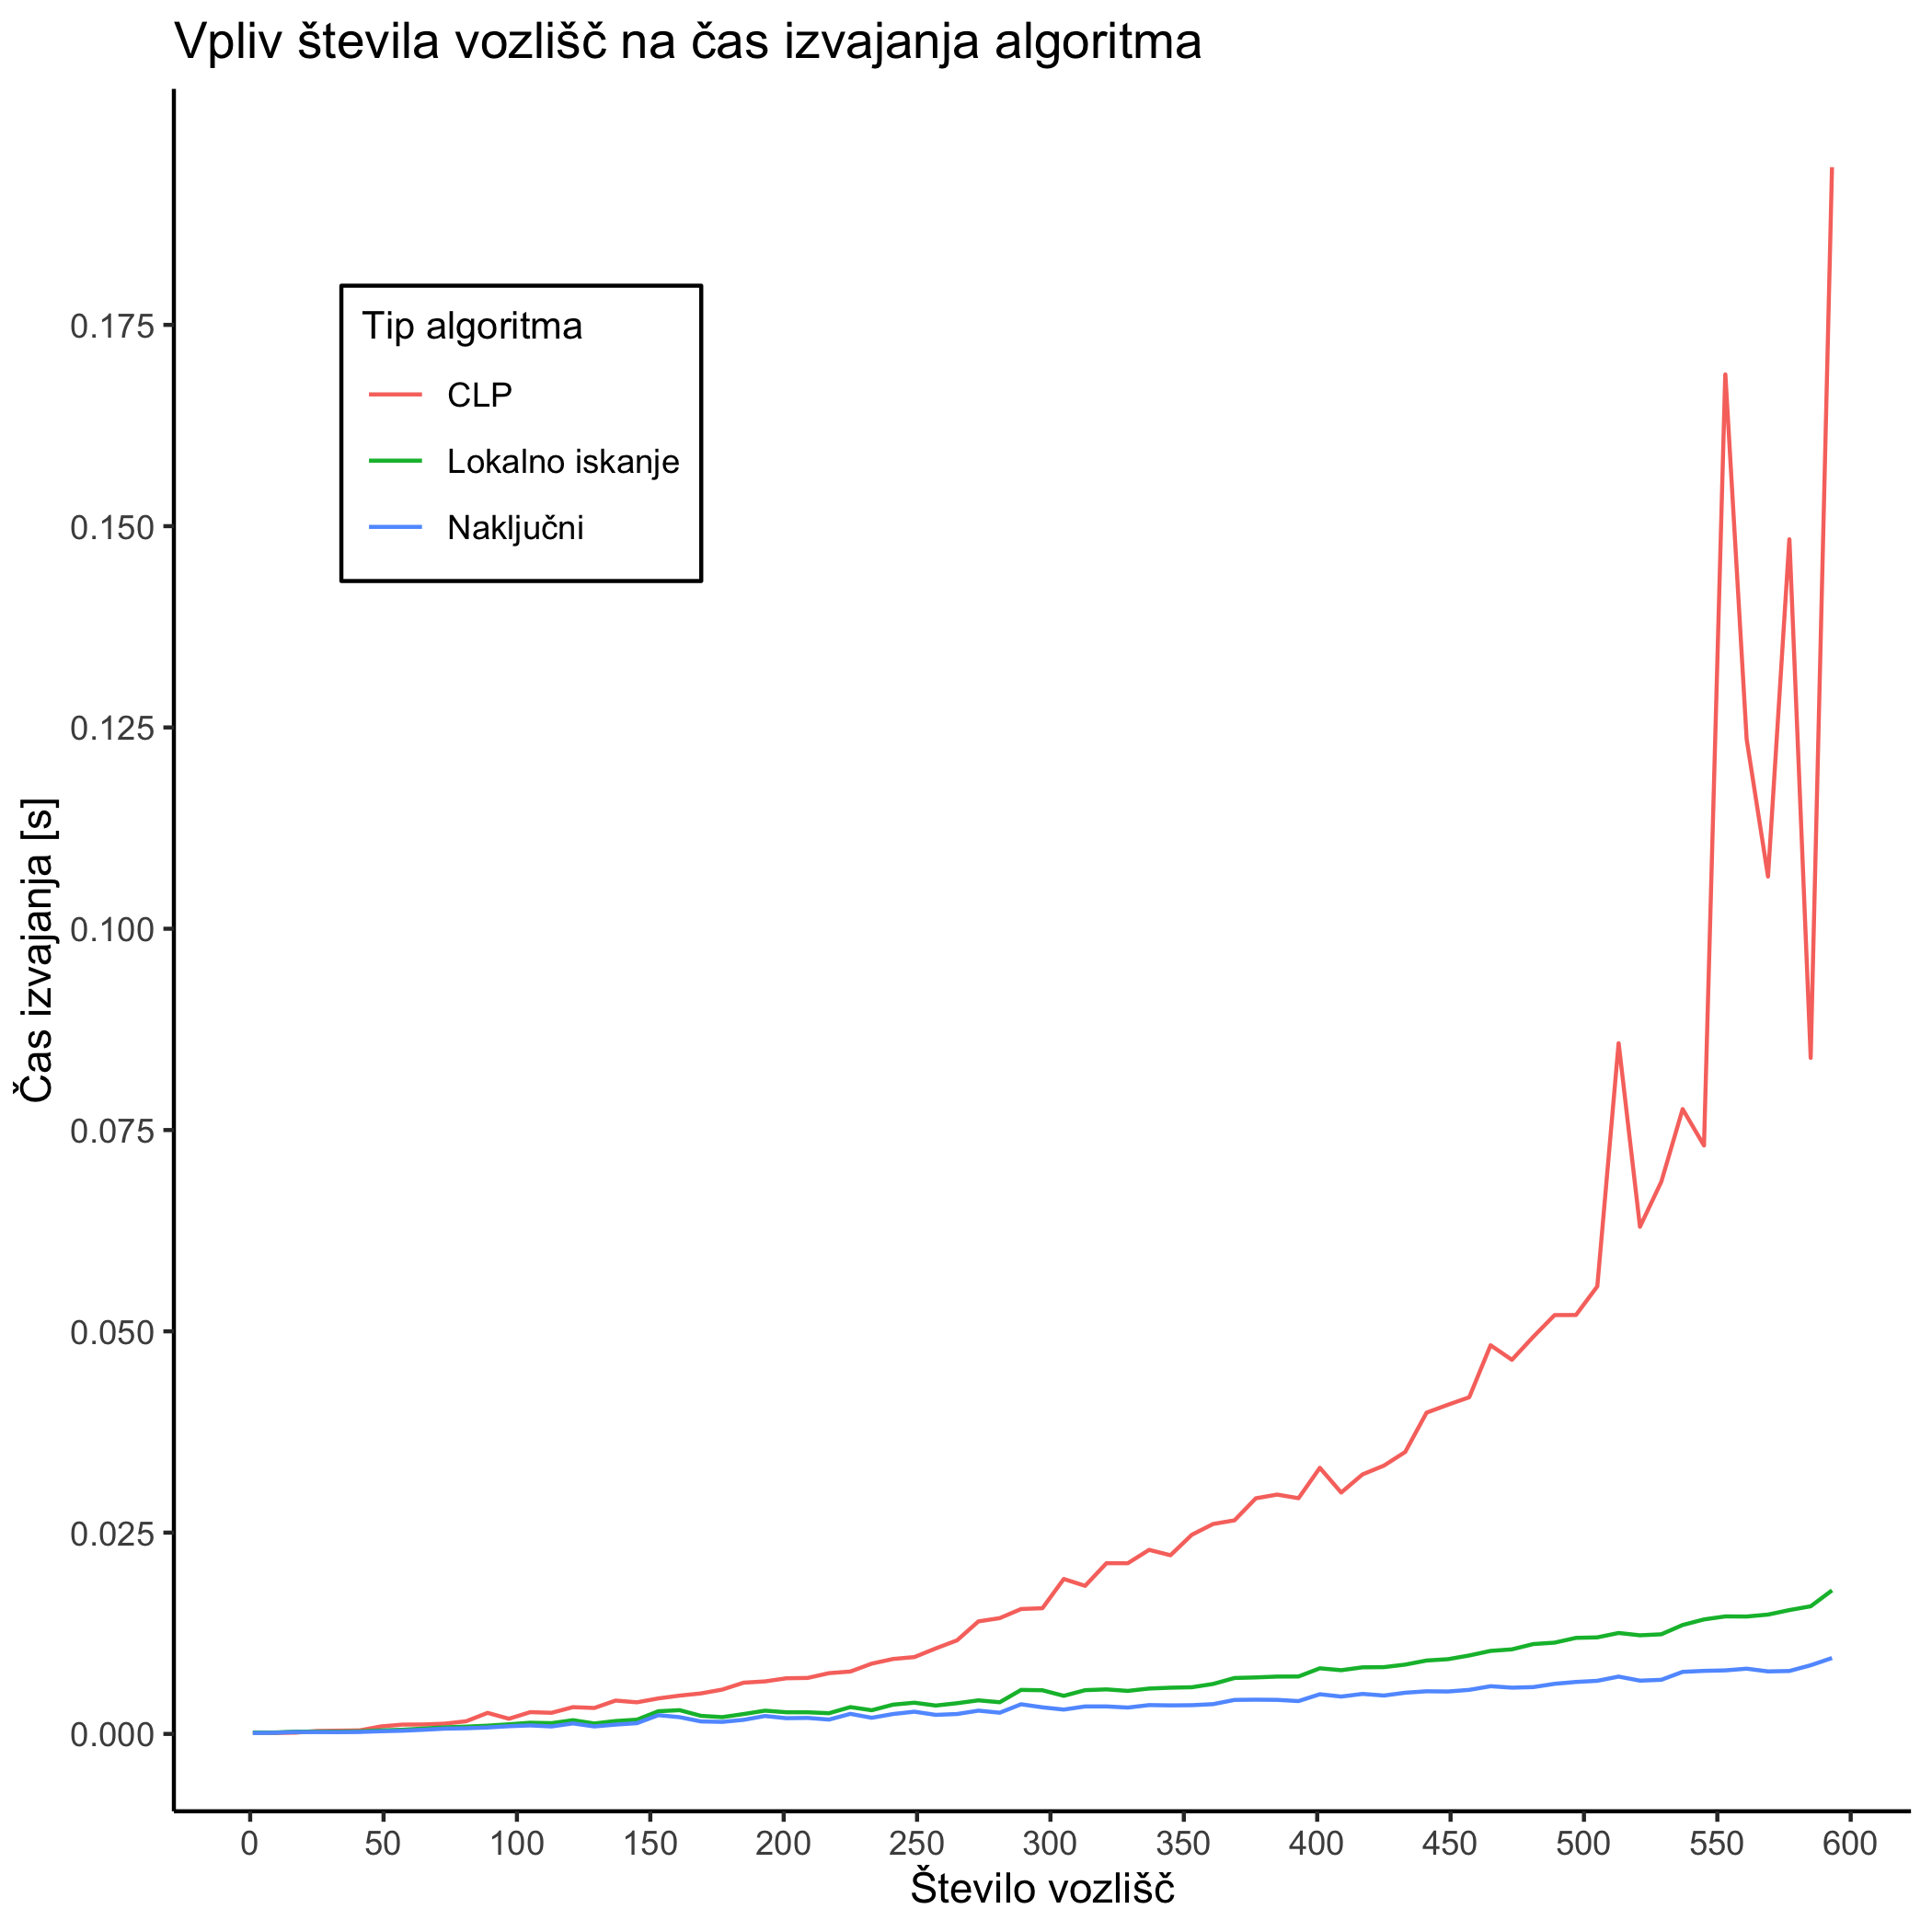 Vpliv števila vozlišč na čas izvajanja algoritma
Tip algoritma
CLP
Lokalno iskanje
Naključni
Čas izvajanja [s]
0.175
0.150
0.125
0.100
0.075
0.050
0.025
0.000
0 50 100 150 200 250 300 350 400 450 500 550 600
Število vozlišč